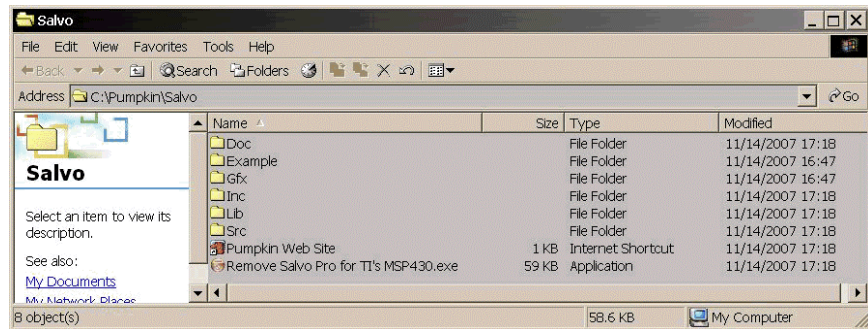 Salvo
File Edit View Favorites Tools Help
Back Search Folders
Address C:\Pumpkin\Salvo Go
Name Size Type Modified
Doc File Folder 11/14/2007 17:18
Example File Folder 11/14/2007 16:47
Gfx File Folder 11/14/2007 16:47
Inc File Folder 11/14/2007 17:18
Lib File Folder 11/14/2007 17:18
Src File Folder 11/14/2007 17:18
Pumpkin Web Site 1 KB Internet Shortcut 11/14/2007 17:18
Remove Salvo Pro for TI's MSP430.exe 59 KB Application 11/14/2007 17:18
Salvo
Select an item to view its
description.
See also:
My Documents
My Network Places
8 object(s) 58.6 KB My Computer